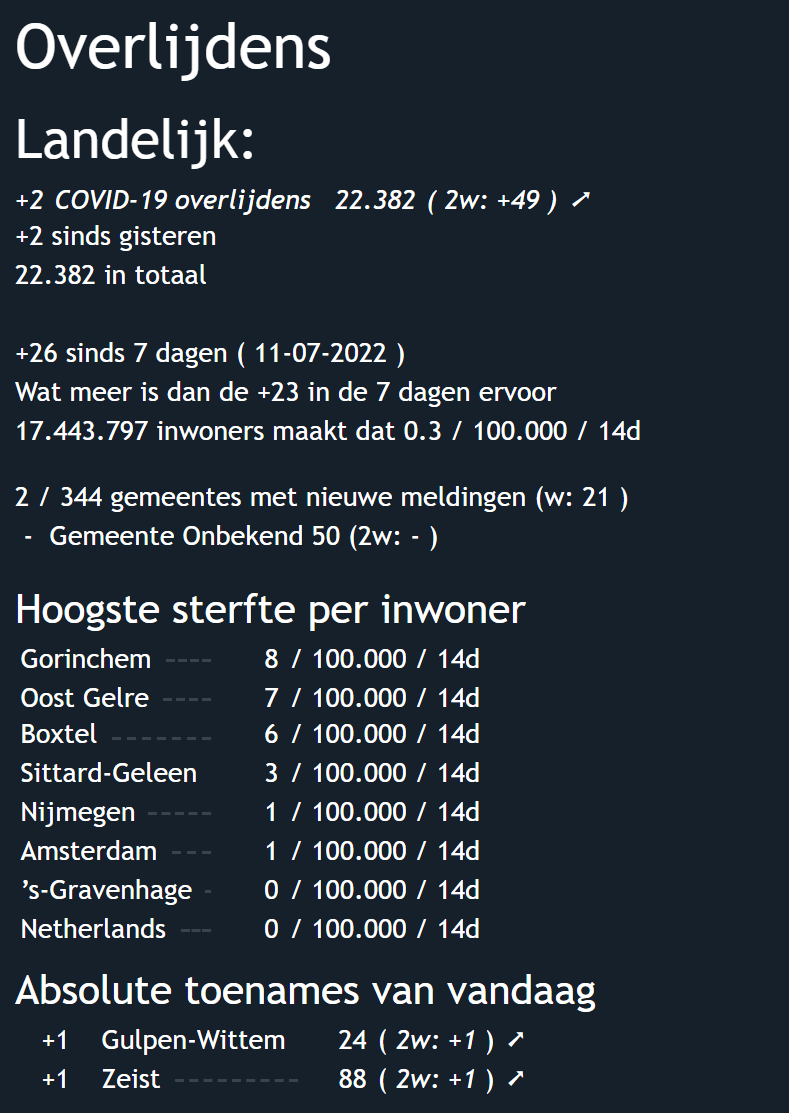 Overlijdens
Landelijk:
+2 COVID-19 overlijdens 22.382 ( 2w: +49 ) ➚
+2 sinds gisteren
22.382 in totaal
+26 sinds 7 dagen ( 11-07-2022 )
Wat meer is dan de +23 in de 7 dagen ervoor
17.443.797 inwoners maakt dat 0.3 / 100.000 / 14d
2 / 344 gemeentes met nieuwe meldingen (w: 21 )
- Gemeente Onbekend 50 (2w: - )
Hoogste sterfte per inwoner
Gorinchem ---- 8 / 100.000 / 14d
Oost Gelre ---- 7 / 100.000 / 14d
Boxtel ------- 6 / 100.000 / 14d
Sittard-Geleen 3 / 100.000 / 14d
Nijmegen ----- 1 / 100.000 / 14d
Amsterdam --- 1 / 100.000 / 14d
’s-Gravenhage - 0 / 100.000 / 14d
Netherlands --- 0 / 100.000 / 14d
Absolute toenames van vandaag
+1 Gulpen-Wittem 24 ( 2w: +1 ) ➚
+1 Zeist --------- 88 ( 2w: +1 ) ➚